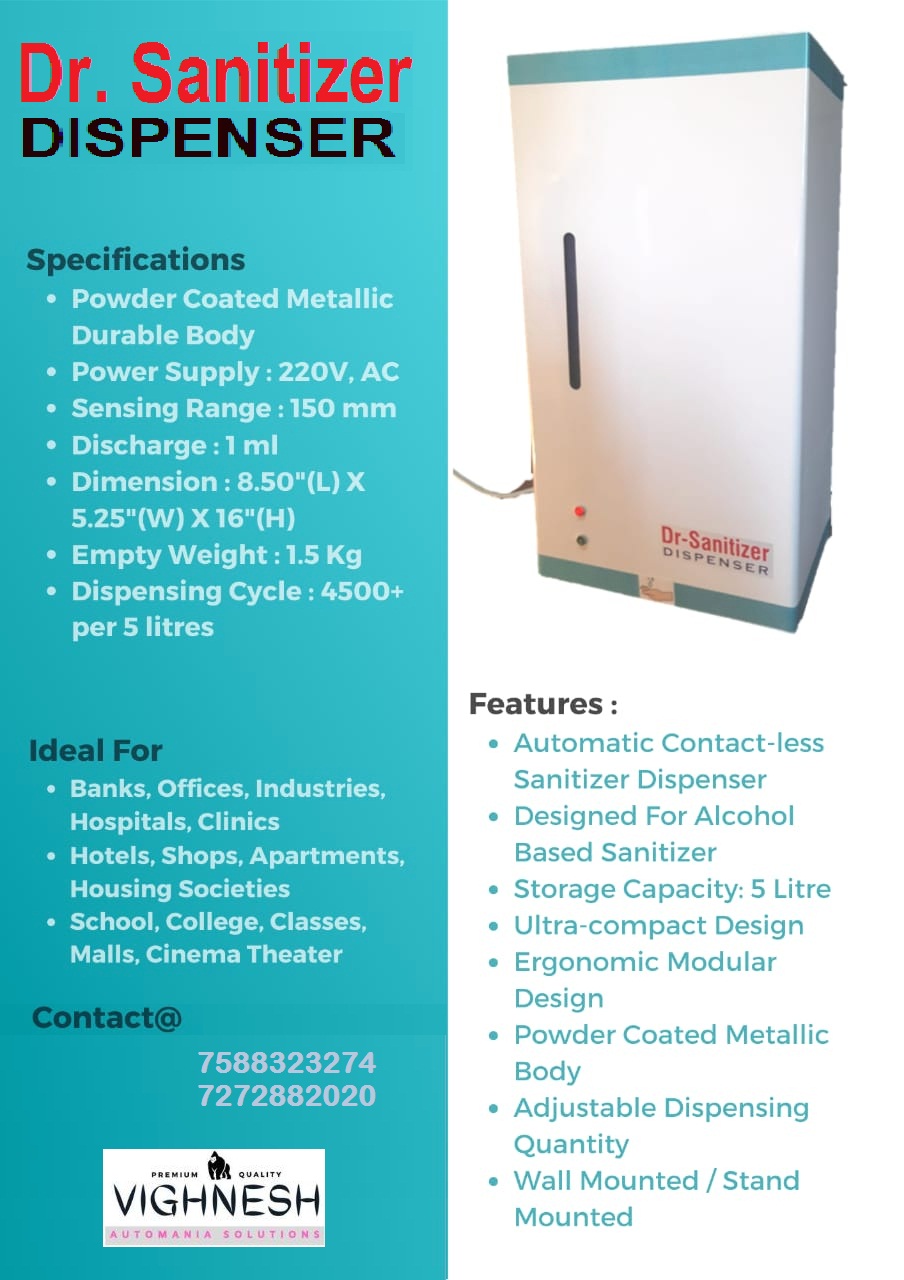 Dr. Sanitizer
DISPENSER
Specifications
• Powder Coated Metallic
Durable Body
• Power Supply : 220V, AC
• Sensing Range : 150 mm
• Discharge : 1 ml
• Dimension : 8.50"(L) X
5.25"(W) X 16"(H)
• Empty Weight : 1.5 Kg
• Dispensing Cycle : 4500+
per 5 litres
Ideal For
• Banks, Offices, Industries,
Hospitals, Clinics
• Hotels, Shops, Apartments,
Housing Societies
• School, College, Classes,
Malls, Cinema Theater
Contact@
7588323274
7272882020
PREMIUM QUALITY
VIGHNESH
AUTOMANIA SOLUTIONS
Dr-Sanitizer
DISPENSER
Features :
• Automatic Contact-less
Sanitizer Dispenser
• Designed For Alcohol
Based Sanitizer
• Storage Capacity: 5 Litre
• Ultra-compact Design
• Ergonomic Modular
Design
• Powder Coated Metallic
Body
• Adjustable Dispensing
Quantity
• Wall Mounted / Stand
Mounted